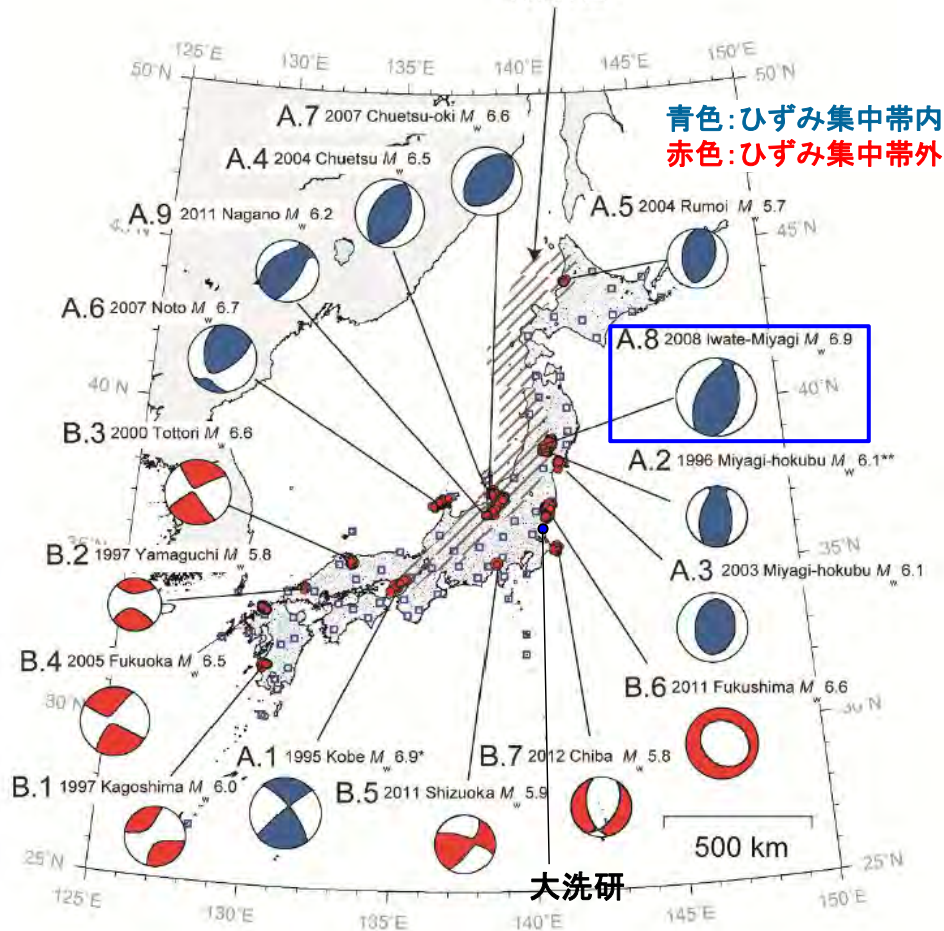 125°E 130°E 135°E 140°E 145°E 150°E
50°N 50°N
A.7 2007 Chuetsu-oki Mw 6.6
青色:ひずみ集中帯内
赤色:ひずみ集中帯外
A.4 2004 Chuetsu Mw 6.5
A.5 2004 Rumoi Mw 5.7
A.9 2011 Nagano Mw 6.2
45°N
A.6 2007 Noto Mw 6.7
A.8 2008 Iwate-Miyagi Mw 6.9
40°N 40°N
B.3 2000 Tottori Mw 6.6
A.2 1996 Miyagi-hokubu Mw 6.1**
B.2 1997 Yamaguchi Mw 5.8
35°N
A.3 2003 Miyagi-hokubu Mw 6.1
B.4 2005 Fukuoka Mw 6.5
B.6 2011 Fukushima Mw 6.6
30°N 30°N
B.1 1997 Kagoshima Mw 6.0
A.1 1995 Kobe Mw 6.9*
B.5 2011 Shizuoka Mw 5.9
B.7 2012 Chiba Mw 5.8
500 km
25°N 25°N
大洗研
125°E 130°E 135°E 140°E 145°E 150°E